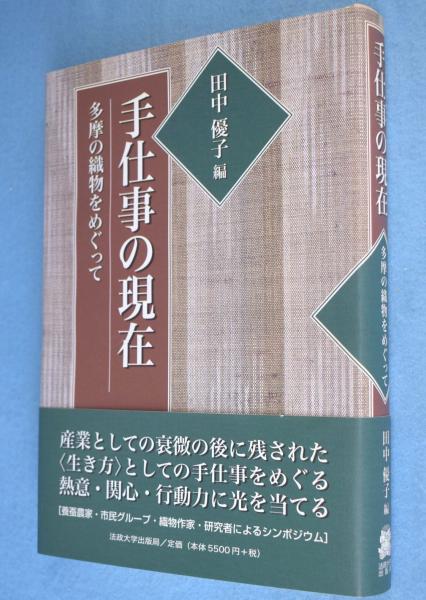 田中 優子 編
手仕事の現在
多摩の織物をめぐって
産業としての衰微の後に残された
〈生き方〉としての手仕事をめぐる
熱意・関心・行動力に光を当てる
[養蚕農家・市民グループ・織物作家・研究者によるシンポジウム]
法政大学出版局/定価(本体5500円+税)
手仕事の現在
多摩の織物をめぐって
田中 優子 編